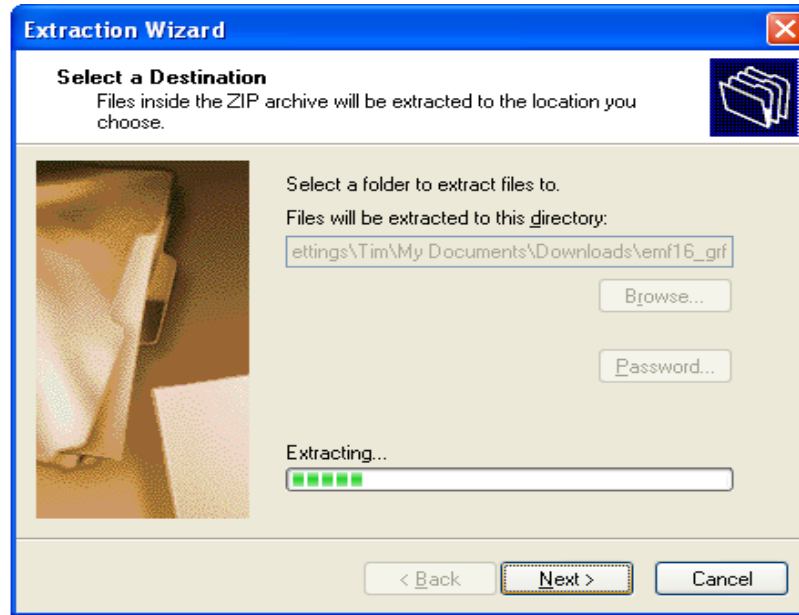 Extraction Wizard
Select a Destination
Files inside the ZIP archive will be extracted to the location you
choose.
Select a folder to extract files to.
Files will be extracted to this directory:
ettings\Tim\My Documents\Downloads\emf16_grf
Browse...
Password...
Extracting...
< Back
Next >
Cancel